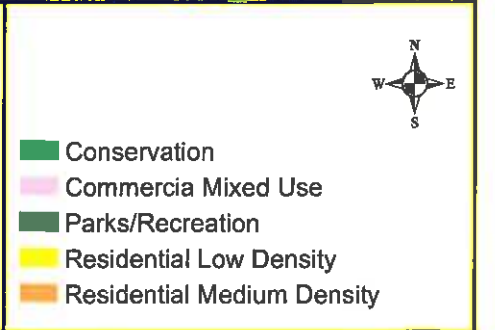 N
W E
S
Conservation
Commercia Mixed Use
Parks/Recreation
Residential Low Density
Residential Medium Density